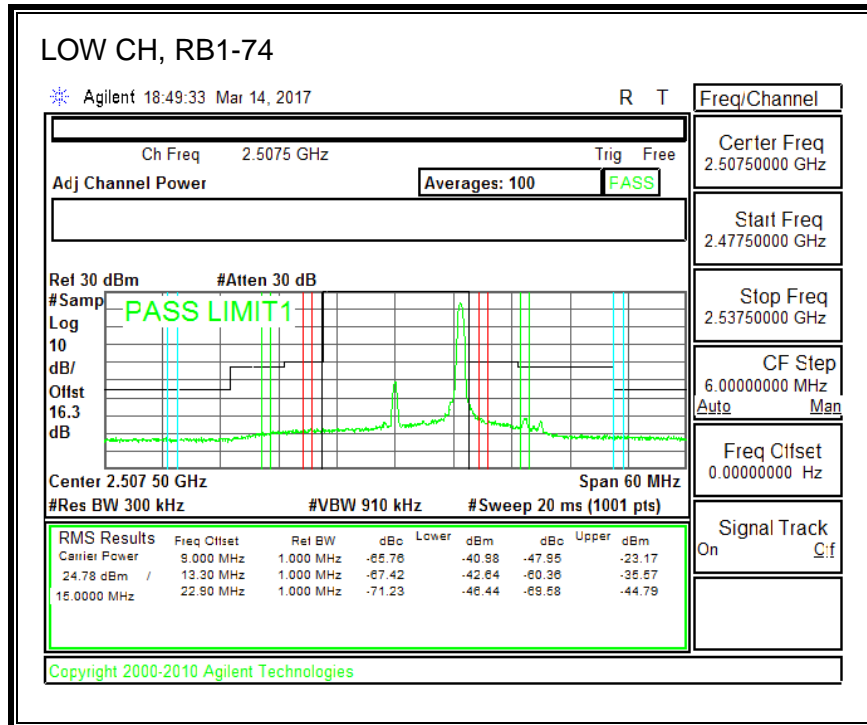 LOW CH, RB1-74
Agilent 18:49:33 Mar 14, 2017 R T
Freq/Channel
Ch Freq 2.5075 GHz Trig Free
Adj Channel Power Averages: 100 PASS
Center Freq
2.50750000 GHz
Start Freq
2.47750000 GHz
Stop Freq
2.53750000 GHz
CF Step
6.00000000 MHz
Auto Man
Freq Offset
0.00000000 Hz
Signal Track
On Off
Ref 30 dBm #Atten 30 dB
#Samp
Log
10
dB/
Offst
16.3
dB
PASS LIMIT1
Center 2.507 50 GHz Span 60 MHz
#Res BW 300 kHz #VBW 910 kHz #Sweep 20 ms (1001 pts)
RMS Results Freq Offset Ref BW dBc Lower dBm dBc Upper dBm
Carrier Power 9.000 MHz 1.000 MHz -65.76 -40.98 -47.95 -23.17
24.78 dBm / 13.30 MHz 1.000 MHz -67.42 -42.64 -60.36 -35.57
15.0000 MHz 22.90 MHz 1.000 MHz -71.23 -46.44 -69.58 -44.79
Copyright 2000-2010 Agilent Technologies